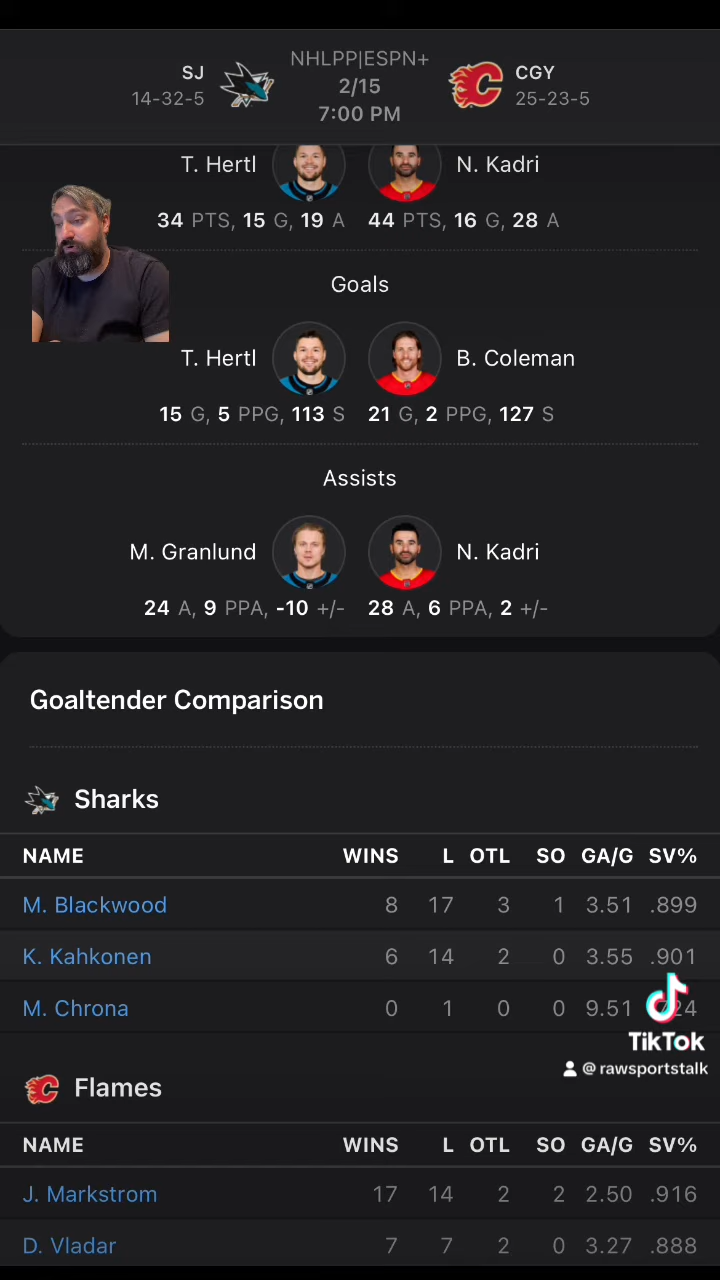 NHLPP|ESPN+
SJ 2/15 CGY
14-32-5 7:00 PM 25-23-5
T. Hertl N. Kadri
34 PTS, 15 G, 19 A 44 PTS, 16 G, 28 A
Goals
T. Hertl B. Coleman
15 G, 5 PPG, 113 S 21 G, 2 PPG, 127 S
Assists
M. Granlund N. Kadri
24 A, 9 PPA, -10 +/- 28 A, 6 PPA, 2 +/-
Goaltender Comparison
Sharks
NAME WINS L OTL SO GA/G SV%
M. Blackwood 8 17 3 1 3.51 .899
K. Kahkonen 6 14 2 0 3.55 .901
M. Chrona 0 1 0 0 9.51
TikTok
@rawsportstalk
Flames
NAME WINS L OTL SO GA/G SV%
J. Markstrom 17 14 2 2 2.50 .916
D. Vladar 7 7 2 0 3.27 .888